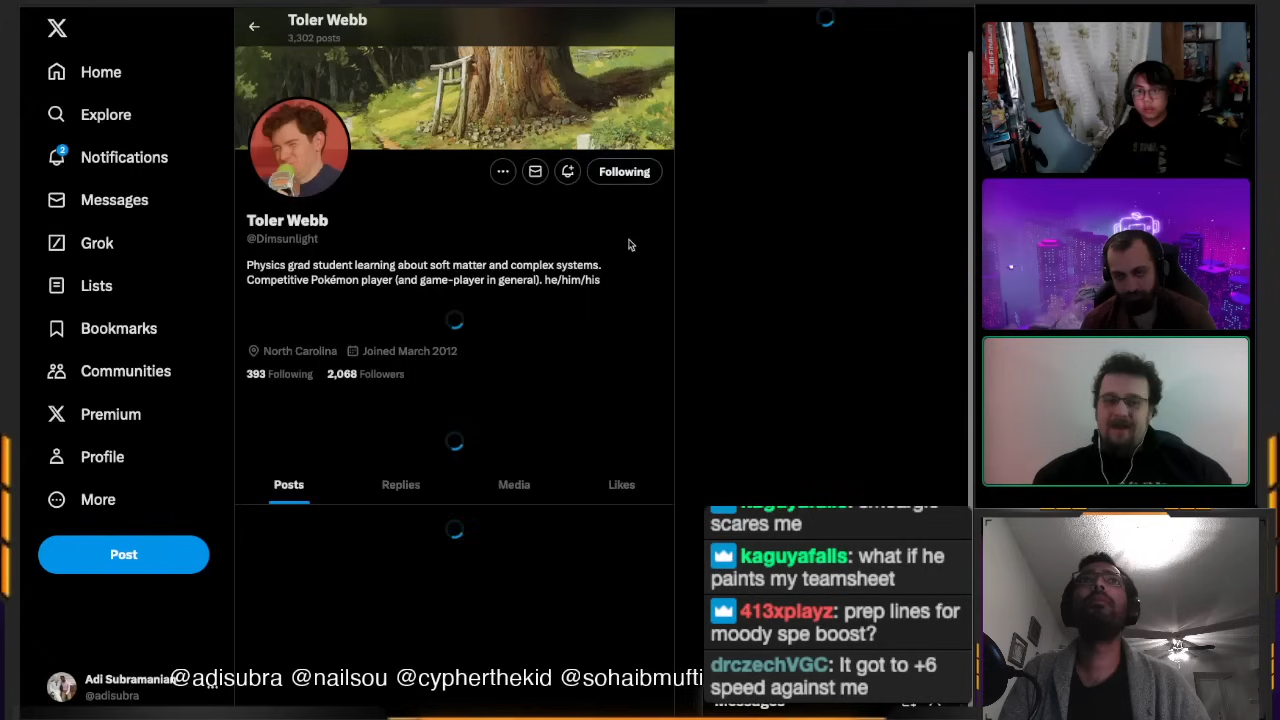 Toler Webb
3,302 posts
Home
Explore
2
Notifications
Messages
Grok
Lists
Bookmarks
Communities
Premium
Profile
More
Post
Adi Subramanian
@adisubra
Following
Toler Webb
@Dimsunlight
Physics grad student learning about soft matter and complex systems.
Competitive Pokémon player (and game-player in general). he/him/his
North Carolina Joined March 2012
393 Following 2,068 Followers
Posts Replies Media Likes
scares me
kaguyafalls: what if he
paints my teamsheet
413xplayz: prep lines for
moody spe boost?
drczechVGC: It got to +6
speed against me
Messages
@adisubra @nailsou @cypherthekid @sohaibmufti